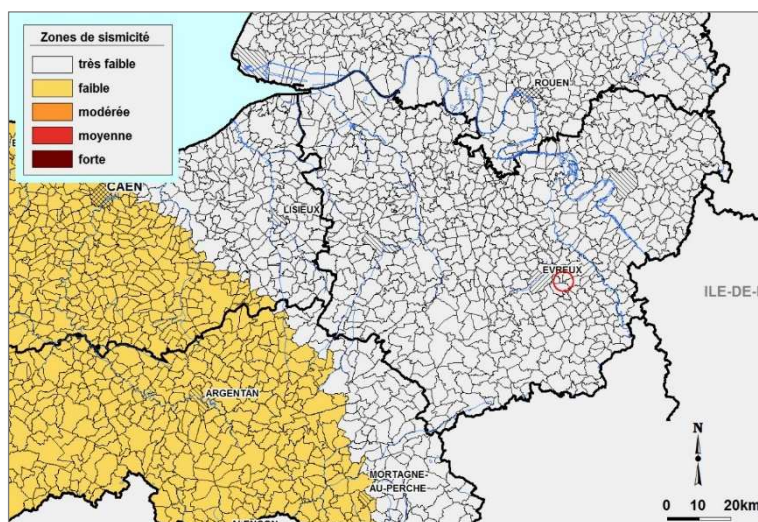 Zones de sismicité
très faible
faible
modérée
moyenne
forte
ROUEN
CAEN
LISIEUX
EVREUX
ILE-DE-
ARGENTAN
N
MORTAGNE-
AU-PERCHE
0 10 20km